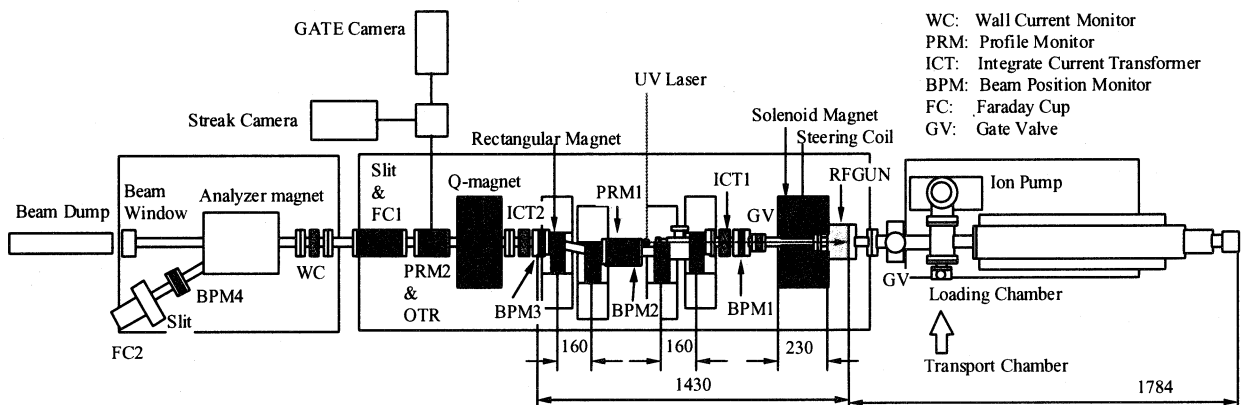 GATE Camera
WC: Wall Current Monitor
PRM: Profile Monitor
ICT: Integrate Current Transformer
BPM: Beam Position Monitor
FC: Faraday Cup
GV: Gate Valve
UV Laser
Streak Camera
Solenoid Magnet
Steering Coil
Rectangular Magnet
RFGUN
Slit
&
FC1
Q-magnet
PRM1
ICT1
GV
Ion Pump
Beam
Window
Analyzer magnet
Beam Dump
ICT2
WC
PRM2
&
OTR
BPM4
Slit
FC2
BPM3
BPM2
BPM1
GV
Loading Chamber
Transport Chamber
160
160
230
1430
1784